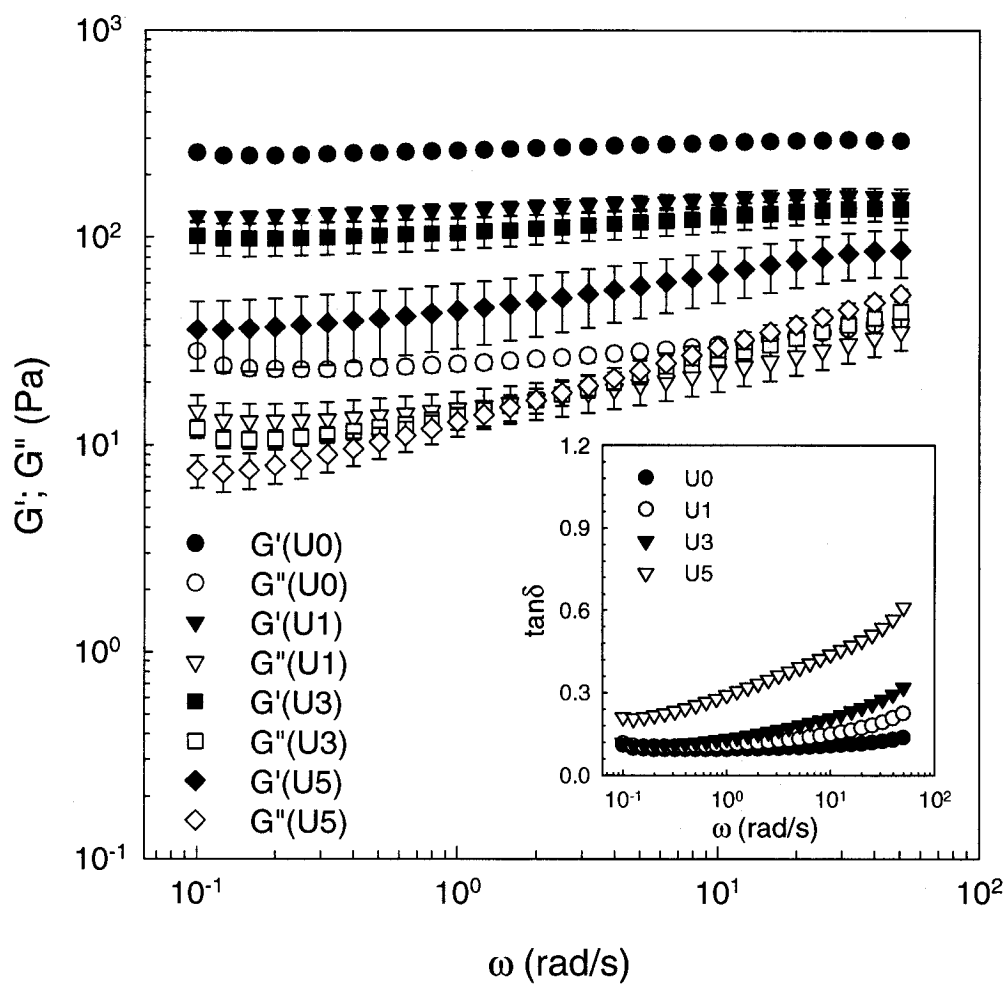 10³
10²
10¹
10⁰
10⁻¹
G'; G" (Pa)
G'(U0)
G"(U0)
G'(U1)
G"(U1)
G'(U3)
G"(U3)
G'(U5)
G"(U5)
1.2
0.9
0.6
0.3
0.0
tanδ
U0
U1
U3
U5
10⁻¹ 10⁰ 10¹ 10²
ω (rad/s)
10⁻¹ 10⁰ 10¹ 10²
ω (rad/s)